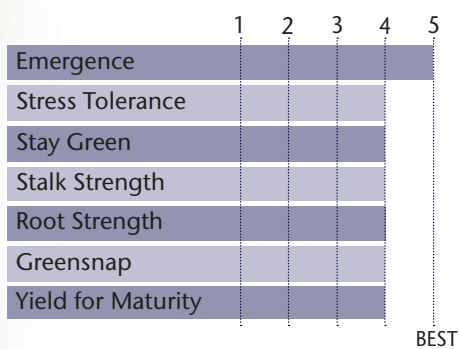 1 2 3 4 5
Emergence
Stress Tolerance
Stay Green
Stalk Strength
Root Strength
Greensnap
Yield for Maturity
BEST